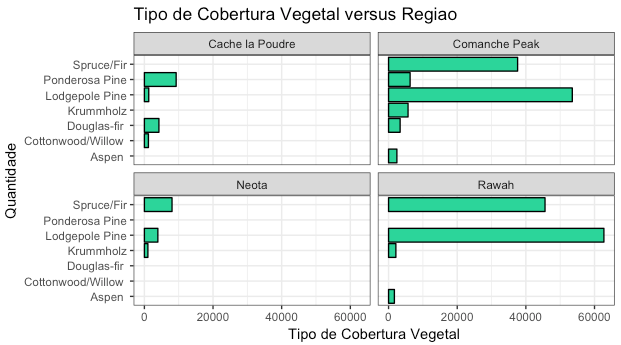 Tipo de Cobertura Vegetal versus Regiao
Cache la Poudre
Comanche Peak
Spruce/Fir
Ponderosa Pine
Lodgepole Pine
Krummholz
Douglas-fir
Cottonwood/Willow
Aspen
Neota
Rawah
Spruce/Fir
Ponderosa Pine
Lodgepole Pine
Krummholz
Douglas-fir
Cottonwood/Willow
Aspen
0 20000 40000 60000
0 20000 40000 60000
Tipo de Cobertura Vegetal
Quantidade